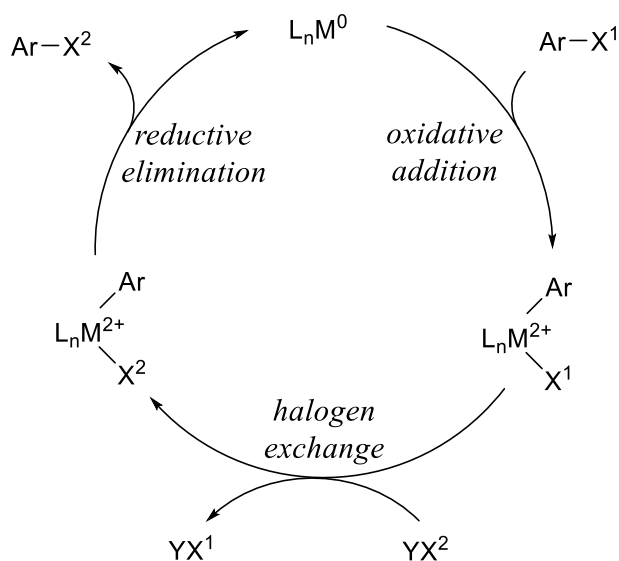 LₙM⁰
Ar–X²
Ar–X¹
reductive
elimination
oxidative
addition
Ar
LₙM²⁺
X²
Ar
LₙM²⁺
X¹
halogen
exchange
YX¹
YX²